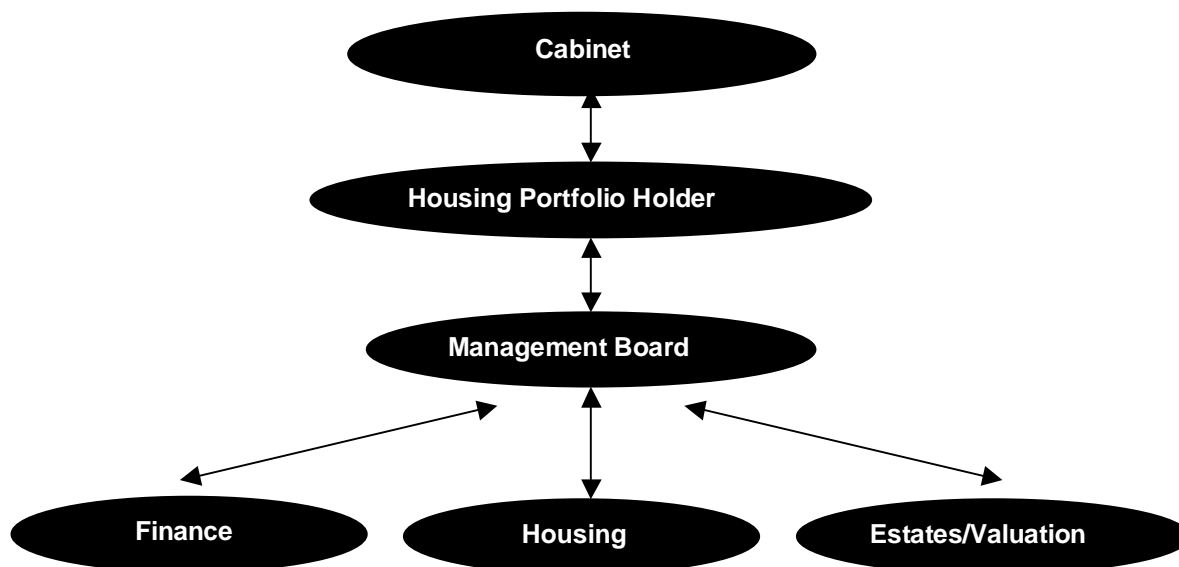 Cabinet
Housing Portfolio Holder
Management Board
Finance
Housing
Estates/Valuation